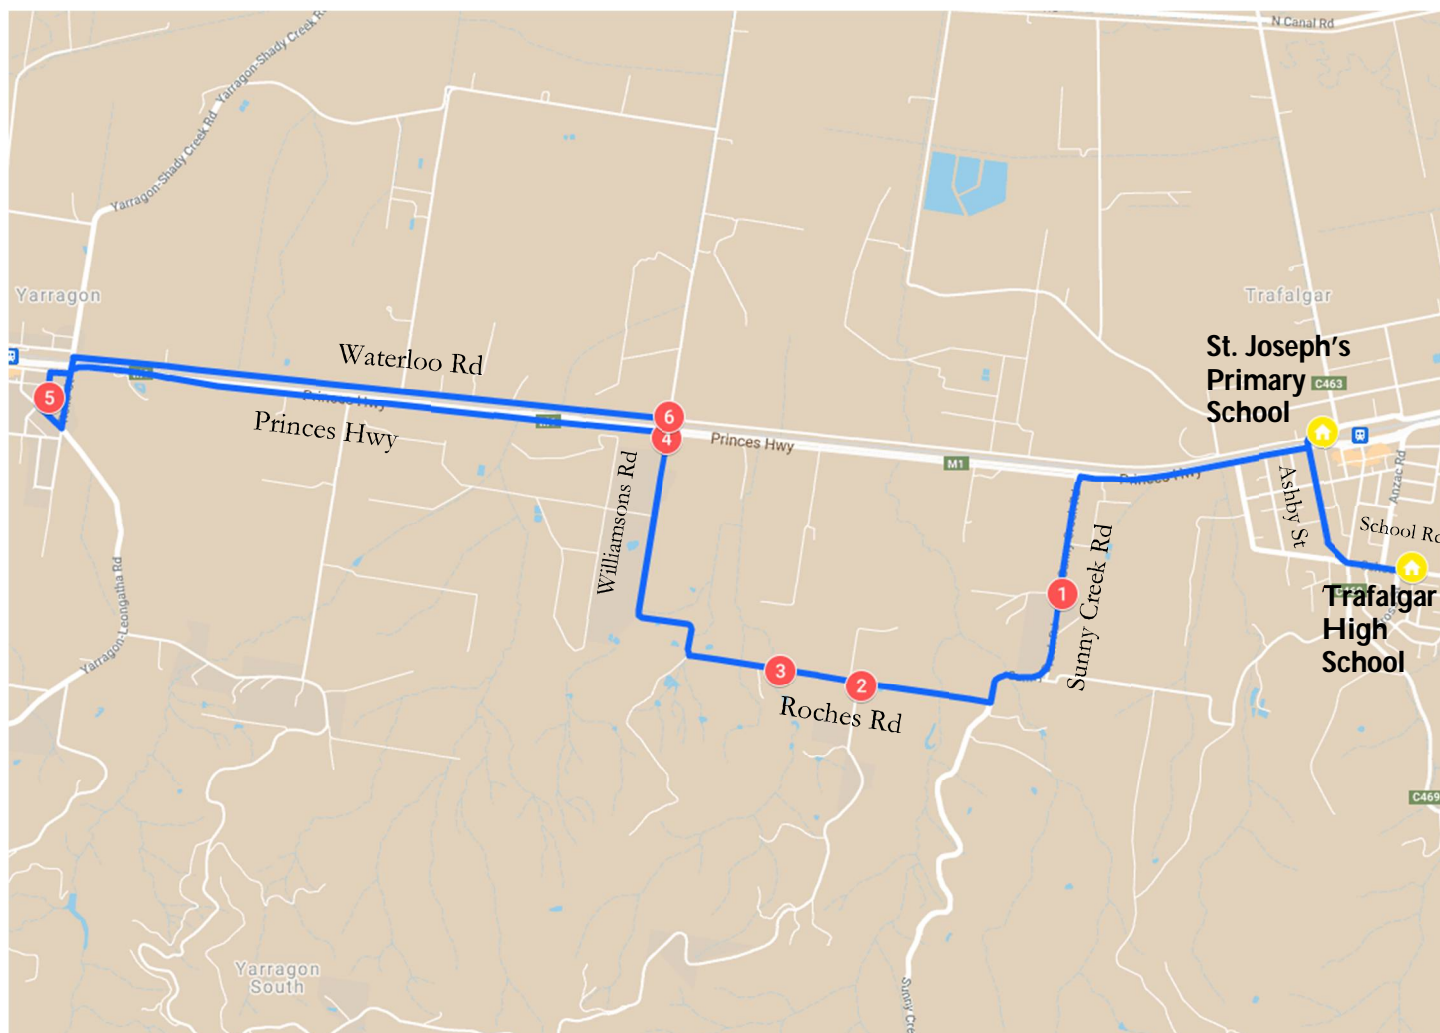 N Canal Rd
Yarragon-Shady Creek Rd
Yarragon-Shady Creek Rd
Yarragon
Trafalgar
St. Joseph's
Primary
School
C463
Waterloo Rd
Princes Hwy
Princes Hwy
5
6
4
Princes Hwy
M1
Princes Hwy
Williamsons Rd
Ashby St
Anzac Rd
School Rd
Sunny Creek Rd
1
Trafalgar
High
School
Yarragon-Leongatha Rd
3
2
Roches Rd
C469
Yarragon
South
Sunny Cre